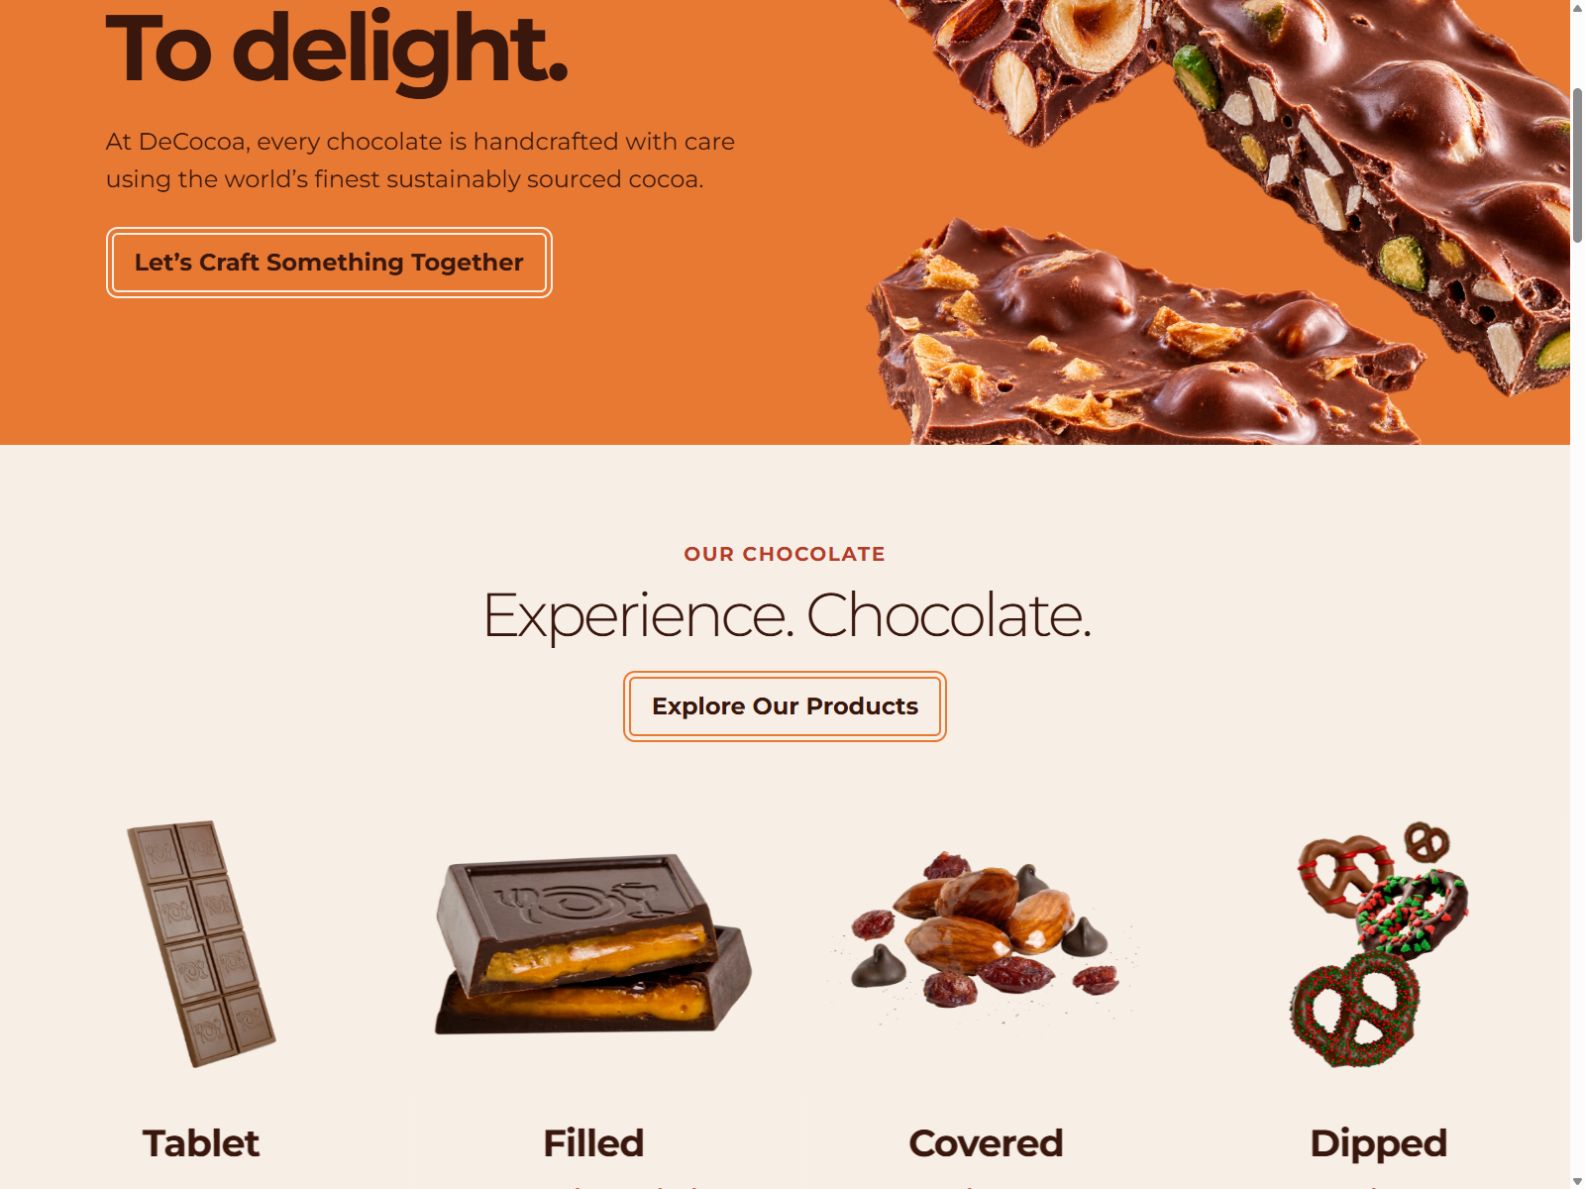 To delight.
At DeCocoa, every chocolate is handcrafted with care
using the world’s finest sustainably sourced cocoa.
Let’s Craft Something Together
OUR CHOCOLATE
Experience. Chocolate.
Explore Our Products
Tablet
Filled
Covered
Dipped